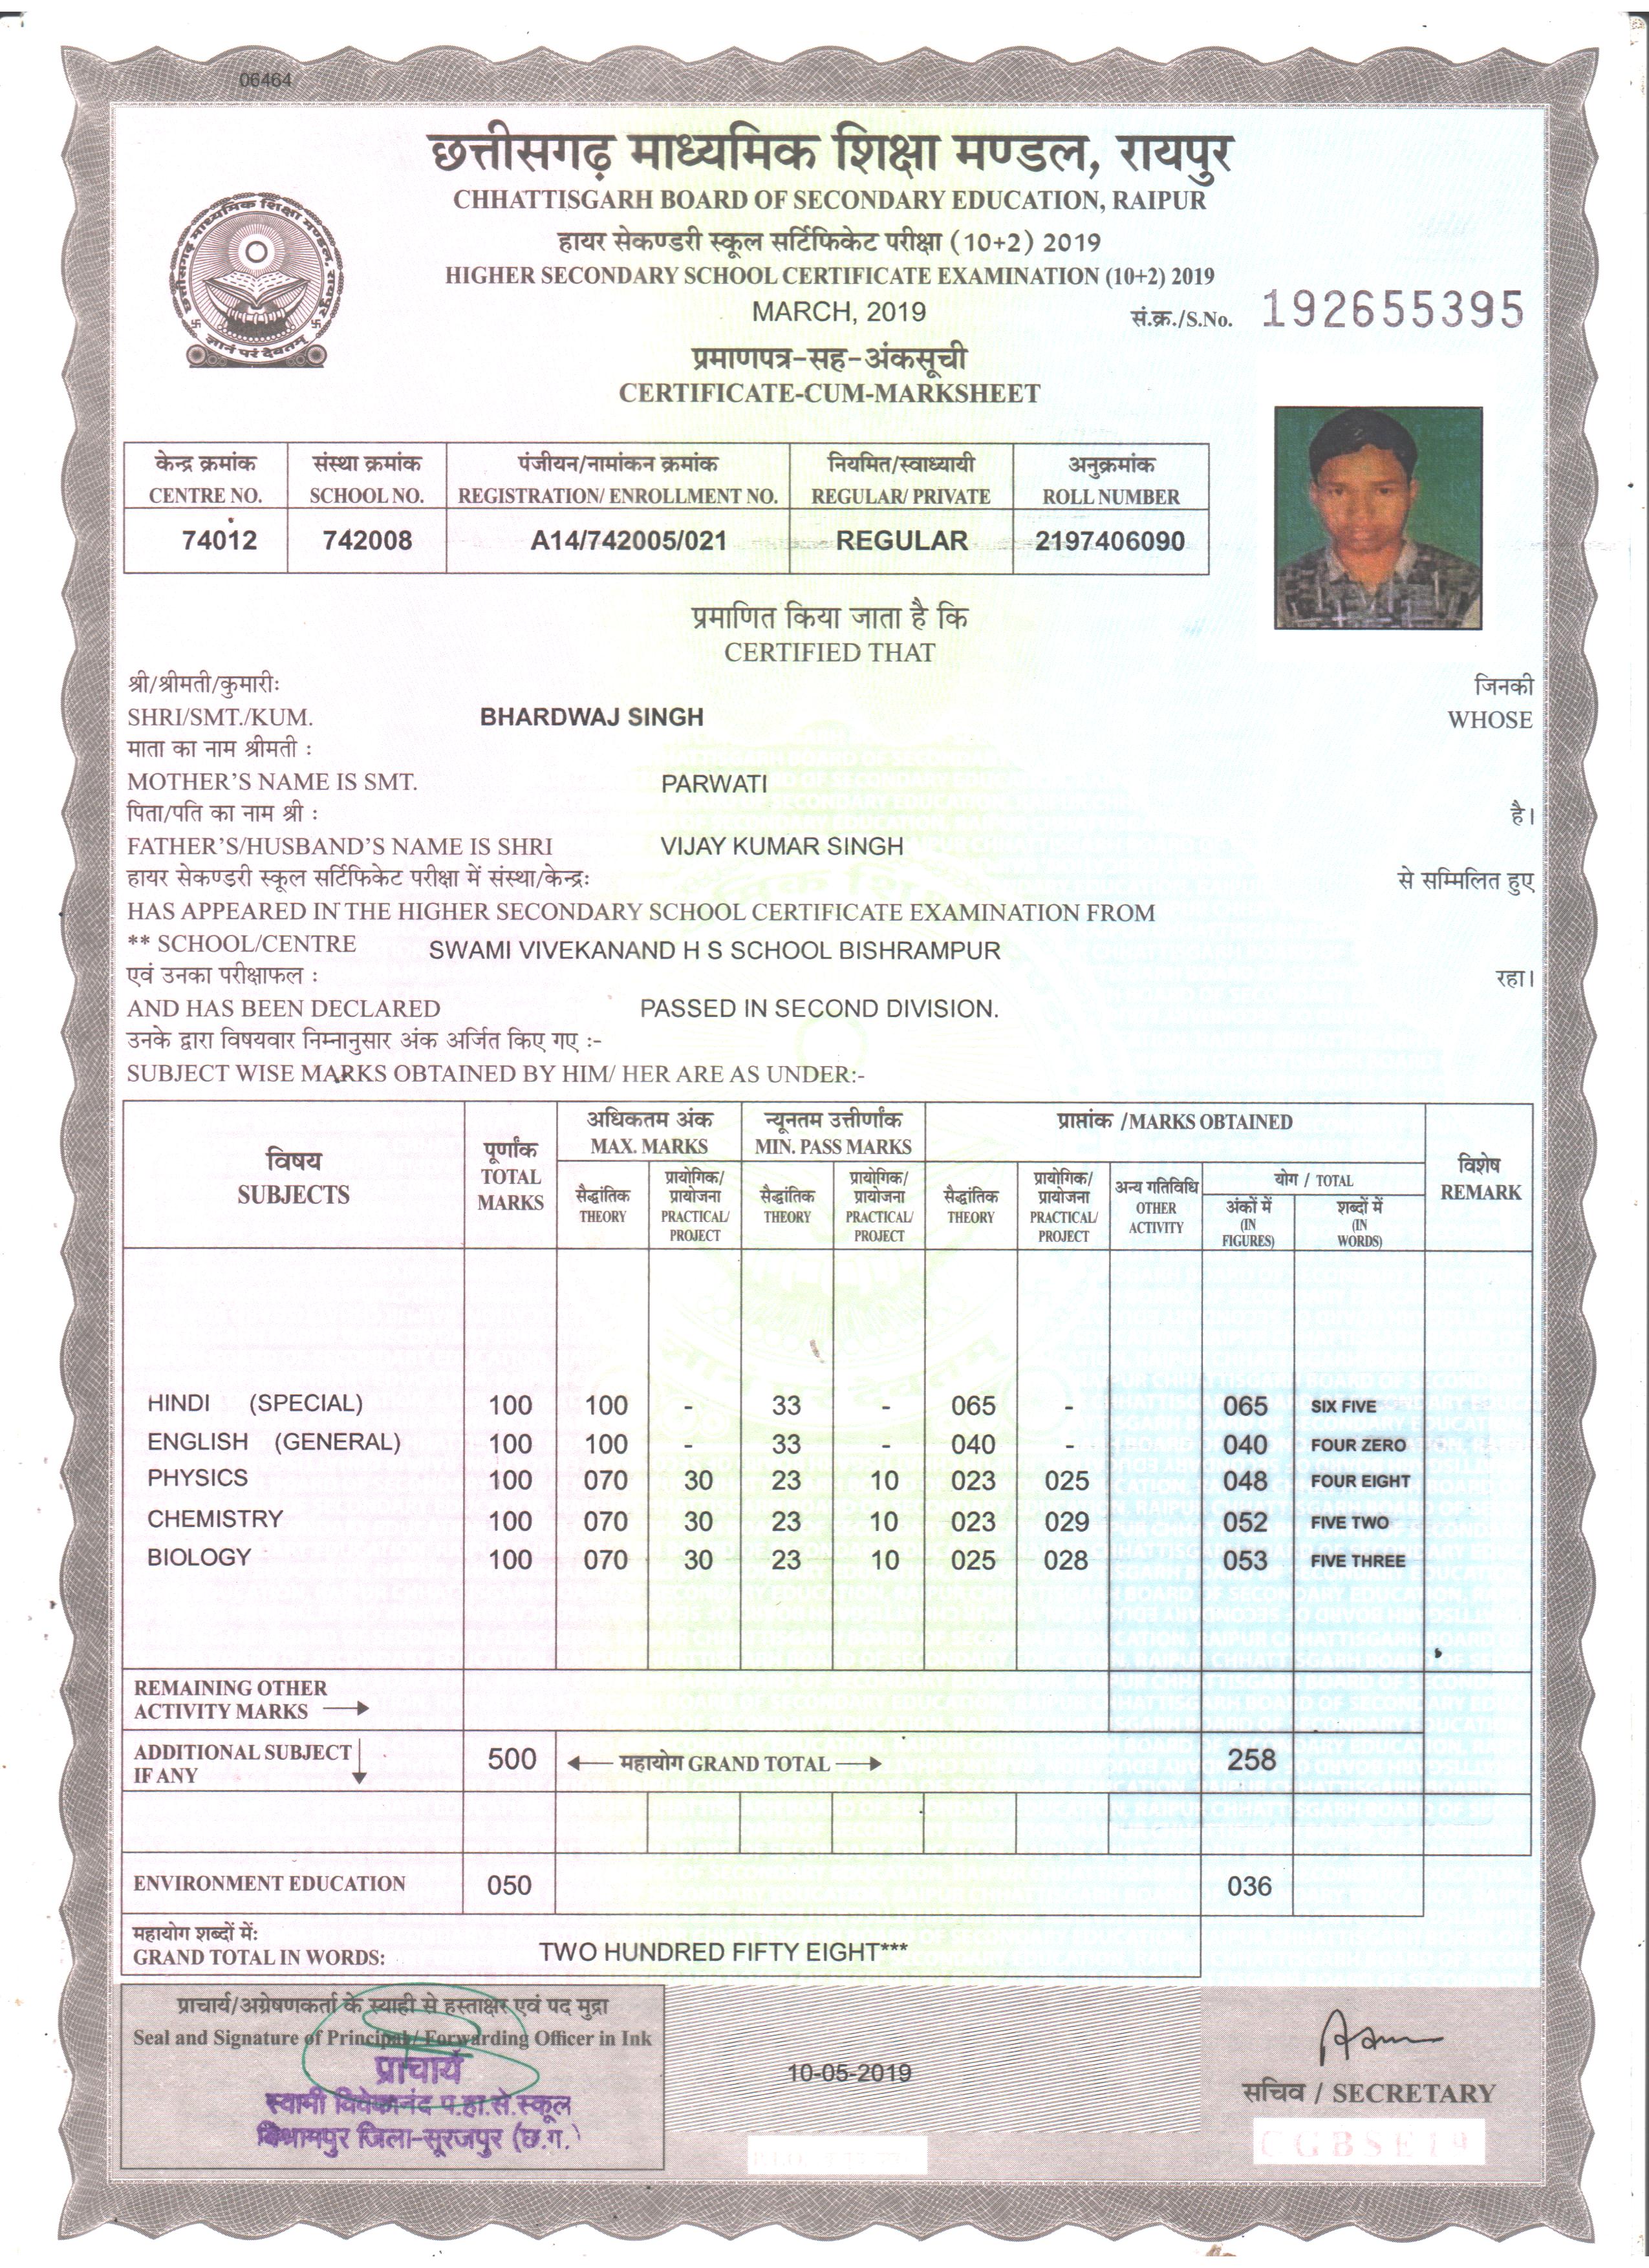 06464
छत्तीसगढ़ माध्यमिक शिक्षा मण्डल, रायपुर
CHHATTISGARH BOARD OF SECONDARY EDUCATION, RAIPUR
हायर सेकण्डरी स्कूल सर्टिफिकेट परीक्षा (10+2) 2019
HIGHER SECONDARY SCHOOL CERTIFICATE EXAMINATION (10+2) 2019
MARCH, 2019
सं.क्र./S.No. 192655395
छत्तीसगढ़ माध्यमिक शिक्षा मण्डल, रायपुर
ज्ञानं परं दैवतम्
प्रमाणपत्र-सह-अंकसूची
CERTIFICATE-CUM-MARKSHEET
केन्द्र क्रमांक संस्था क्रमांक पंजीयन/नामांकन क्रमांक नियमित/स्वाध्यायी अनुक्रमांक
CENTRE NO. SCHOOL NO. REGISTRATION/ ENROLLMENT NO. REGULAR/ PRIVATE ROLL NUMBER
74012 742008 A14/742005/021 REGULAR 2197406090
प्रमाणित किया जाता है कि
CERTIFIED THAT
श्री/श्रीमती/कुमारीः जिनकी
SHRI/SMT./KUM. BHARDWAJ SINGH WHOSE
माता का नाम श्रीमती :
MOTHER'S NAME IS SMT. PARWATI
पिता/पति का नाम श्री : है।
FATHER'S/HUSBAND'S NAME IS SHRI VIJAY KUMAR SINGH
हायर सेकण्डरी स्कूल सर्टिफिकेट परीक्षा में संस्था/केन्द्रः से सम्मिलित हुए
HAS APPEARED IN THE HIGHER SECONDARY SCHOOL CERTIFICATE EXAMINATION FROM
** SCHOOL/CENTRE SWAMI VIVEKANAND H S SCHOOL BISHRAMPUR
एवं उनका परीक्षाफल : रहा।
AND HAS BEEN DECLARED PASSED IN SECOND DIVISION.
उनके द्वारा विषयवार निम्नानुसार अंक अर्जित किए गए :-
SUBJECT WISE MARKS OBTAINED BY HIM/ HER ARE AS UNDER:-
विषय
SUBJECTS
पूर्णांक
TOTAL
MARKS
अधिकतम अंक
MAX. MARKS
न्यूनतम उत्तीर्णांक
MIN. PASS MARKS
प्राप्तांक /MARKS OBTAINED
विशेष
REMARK
सैद्धांतिक
THEORY
प्रायोगिक/
प्रायोजना
PRACTICAL/
PROJECT
सैद्धांतिक
THEORY
प्रायोगिक/
प्रायोजना
PRACTICAL/
PROJECT
सैद्धांतिक
THEORY
प्रायोगिक/
प्रायोजना
PRACTICAL/
PROJECT
अन्य गतिविधि
OTHER
ACTIVITY
योग / TOTAL
अंकों में
(IN
FIGURES)
शब्दों में
(IN
WORDS)
HINDI (SPECIAL) 100 100 - 33 - 065 - 065 SIX FIVE
ENGLISH (GENERAL) 100 100 - 33 - 040 - 040 FOUR ZERO
PHYSICS 100 070 30 23 10 023 025 048 FOUR EIGHT
CHEMISTRY 100 070 30 23 10 023 029 052 FIVE TWO
BIOLOGY 100 070 30 23 10 025 028 053 FIVE THREE
REMAINING OTHER
ACTIVITY MARKS
ADDITIONAL SUBJECT
IF ANY
500 महायोग GRAND TOTAL 258
ENVIRONMENT EDUCATION 050 036
महायोग शब्दों में:
GRAND TOTAL IN WORDS: TWO HUNDRED FIFTY EIGHT***
प्राचार्य/अग्रेषणकर्ता के स्याही से हस्ताक्षर एवं पद मुद्रा
Seal and Signature of Principal/ Forwarding Officer in Ink
प्राचार्य
स्वामी विवेकानंद प.हा.से.स्कूल
बिश्रामपुर जिला-सूरजपुर (छ.ग.)
10-05-2019
सचिव / SECRETARY
CGBSE19